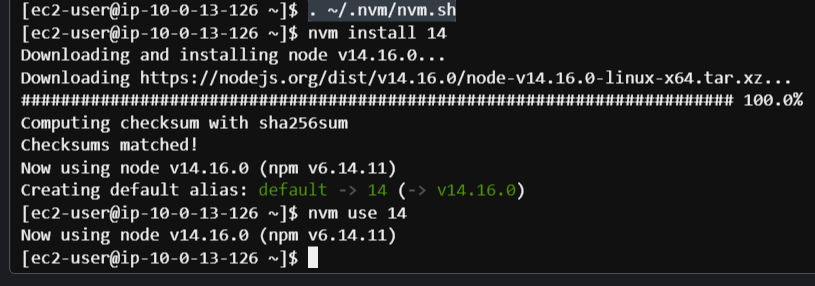 [ec2-user@ip-10-0-13-126 ~]$ . ~/.nvm/nvm.sh
[ec2-user@ip-10-0-13-126 ~]$ nvm install 14
Downloading and installing node v14.16.0...
Downloading https://nodejs.org/dist/v14.16.0/node-v14.16.0-linux-x64.tar.xz...
######################################################################## 100.0%
Computing checksum with sha256sum
Checksums matched!
Now using node v14.16.0 (npm v6.14.11)
Creating default alias: default -> 14 (-> v14.16.0)
[ec2-user@ip-10-0-13-126 ~]$ nvm use 14
Now using node v14.16.0 (npm v6.14.11)
[ec2-user@ip-10-0-13-126 ~]$